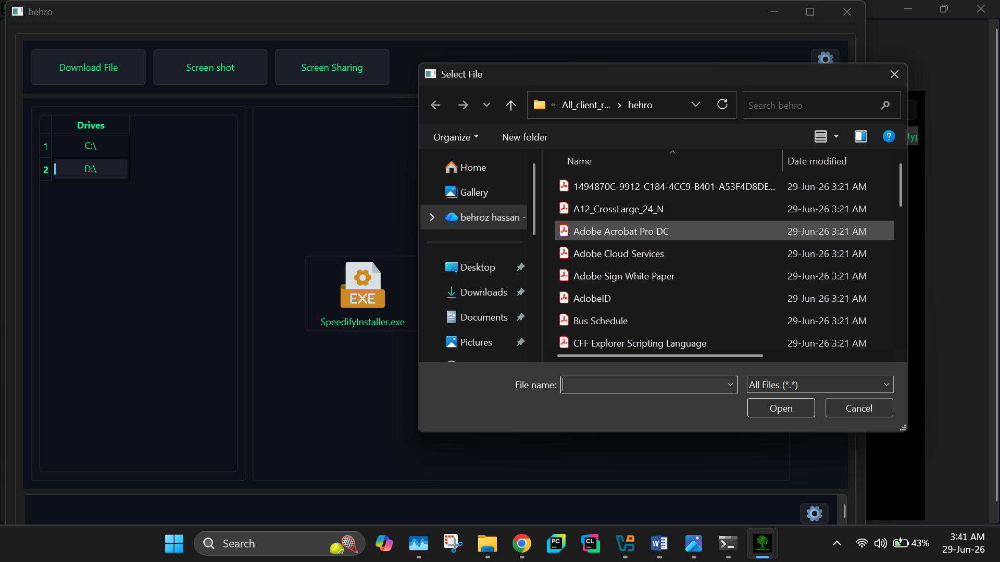 behro
Download File
Screen shot
Screen Sharing
Drives
1
C:\
2
D:\
EXE
SpeedifyInstaller.exe
Select File
« All_client_r... › behro
Search behro
Organize
New folder
?
typ
Home
Gallery
behroz hassan -
Desktop
Downloads
Documents
Pictures
Name
Date modified
1494870C-9912-C184-4CC9-B401-A53F4D8DE...
29-Jun-26 3:21 AM
A12_CrossLarge_24_N
29-Jun-26 3:21 AM
Adobe Acrobat Pro DC
29-Jun-26 3:21 AM
Adobe Cloud Services
29-Jun-26 3:21 AM
Adobe Sign White Paper
29-Jun-26 3:21 AM
AdobeID
29-Jun-26 3:21 AM
Bus Schedule
29-Jun-26 3:21 AM
CFF Explorer Scripting Language
29-Jun-26 3:21 AM
File name:
All Files (*.*)
Open
Cancel
Search
PC
CL
W
43%
3:41 AM
29-Jun-26